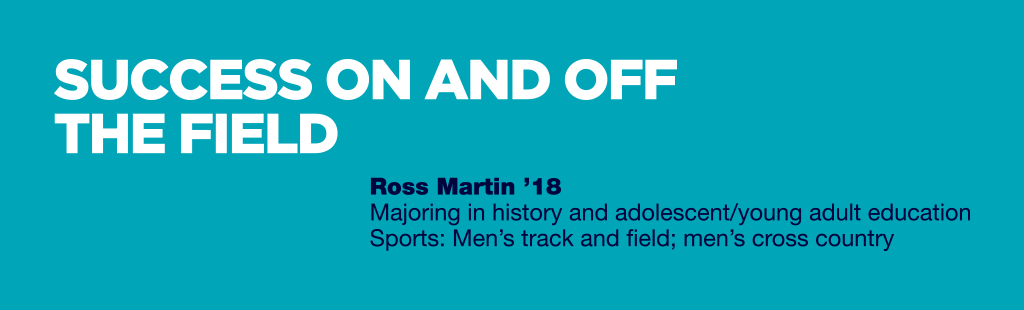 SUCCESS ON AND OFF
THE FIELD
Ross Martin ’18
Majoring in history and adolescent/young adult education
Sports: Men’s track and field; men’s cross country